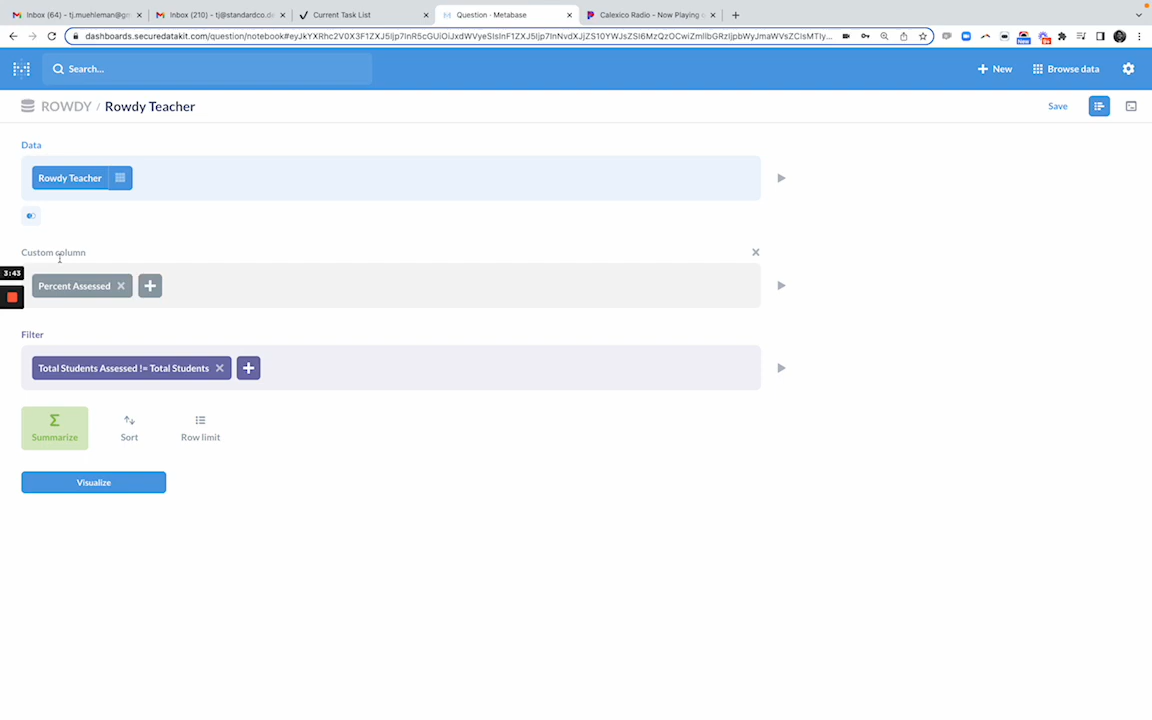 Inbox (64) - tj.muehleman@gm
Inbox (210) - tj@standardco.de
Current Task List
Question · Metabase
Calexico Radio - Now Playing o
dashboards.securedatakit.com/question/notebook#
Search...
New
Browse data
ROWDY / Rowdy Teacher
Save
Data
Rowdy Teacher
Custom column
3:43
Percent Assessed
Filter
Total Students Assessed != Total Students
Summarize
Sort
Row limit
Visualize